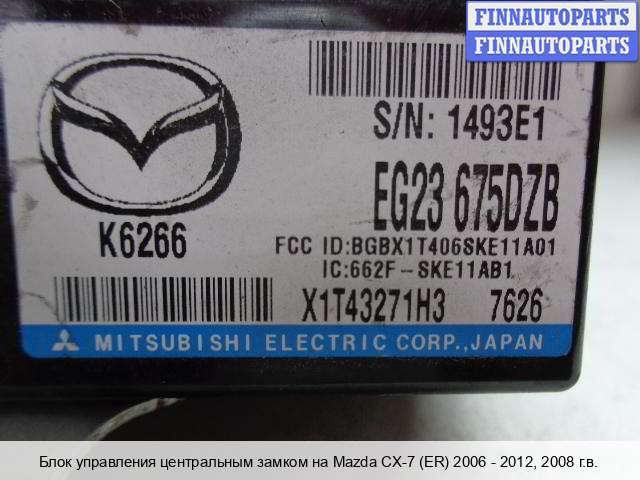 FINNAUTOPARTS
FINNAUTOPARTS
S/N: 1493E1
EG23 675DZB
K6266
FCC ID:BGBX1T406SKE11A01
IC:662F-SKE11AB1
X1T43271H3 7626
MITSUBISHI ELECTRIC CORP.,JAPAN
Блок управления центральным замком на Mazda CX-7 (ER) 2006 - 2012, 2008 г.в.